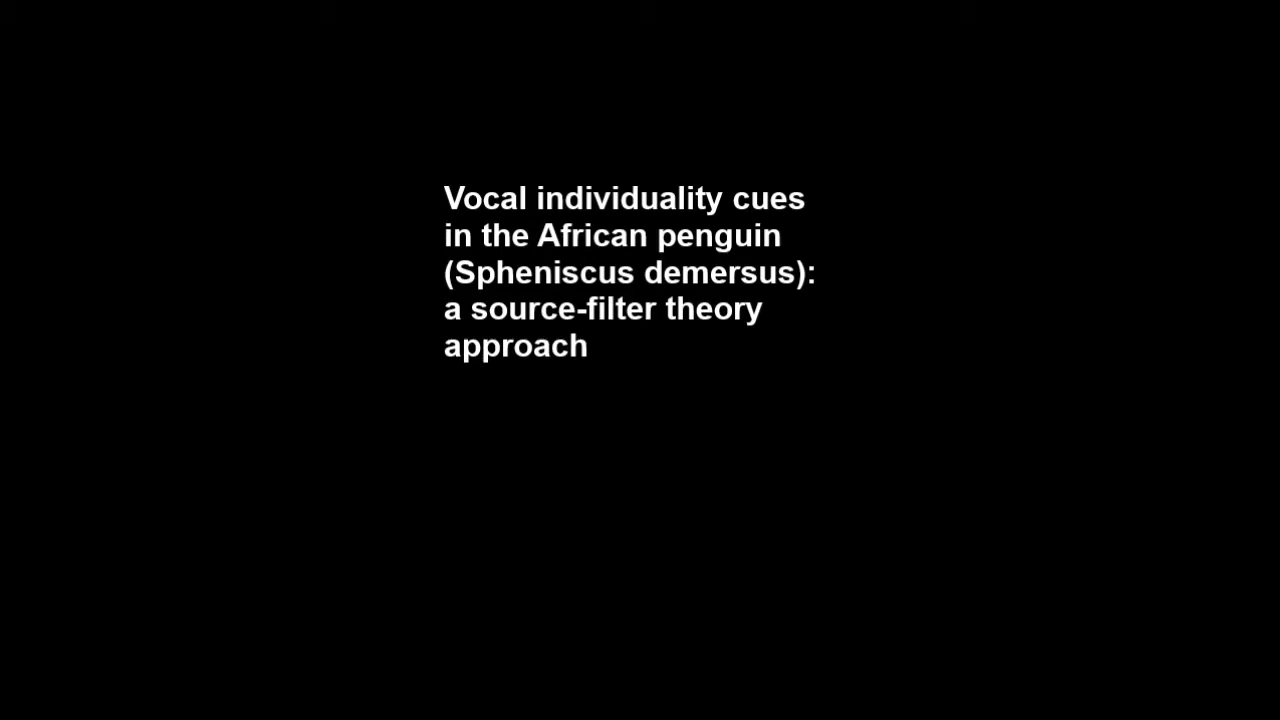 Vocal individuality cues
in the African penguin
(Spheniscus demersus):
a source-filter theory
approach